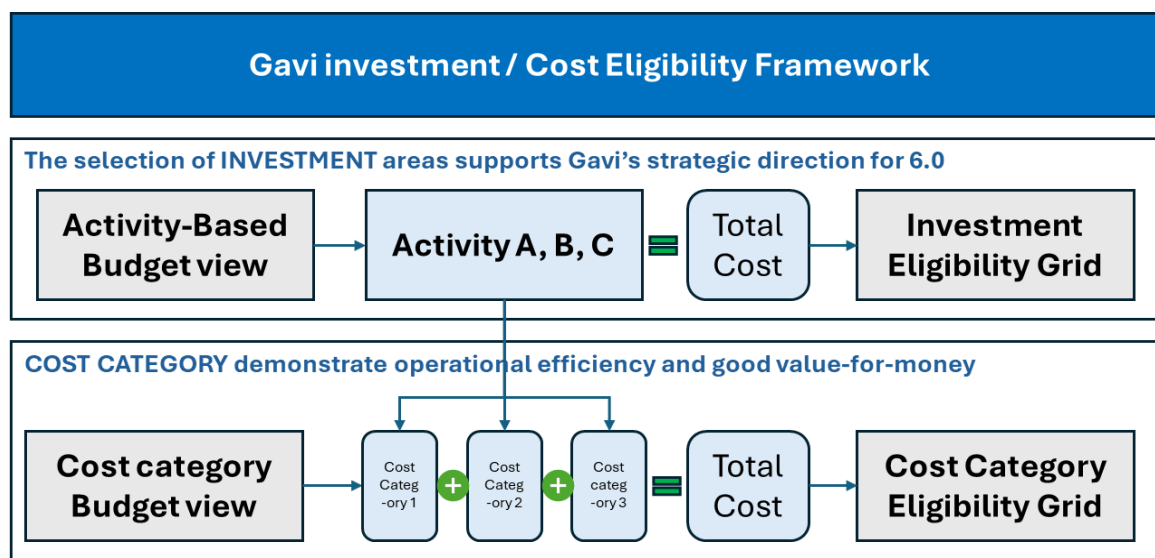 Gavi investment / Cost Eligibility Framework
The selection of INVESTMENT areas supports Gavi's strategic direction for 6.0
Activity-Based
Budget view
Activity A, B, C
=
Total
Cost
Investment
Eligibility Grid
COST CATEGORY demonstrate operational efficiency and good value-for-money
Cost category
Budget view
Cost
Categ
-ory 1
+
Cost
Categ
-ory 2
+
Cost
categ
-ory 3
=
Total
Cost
Cost Category
Eligibility Grid